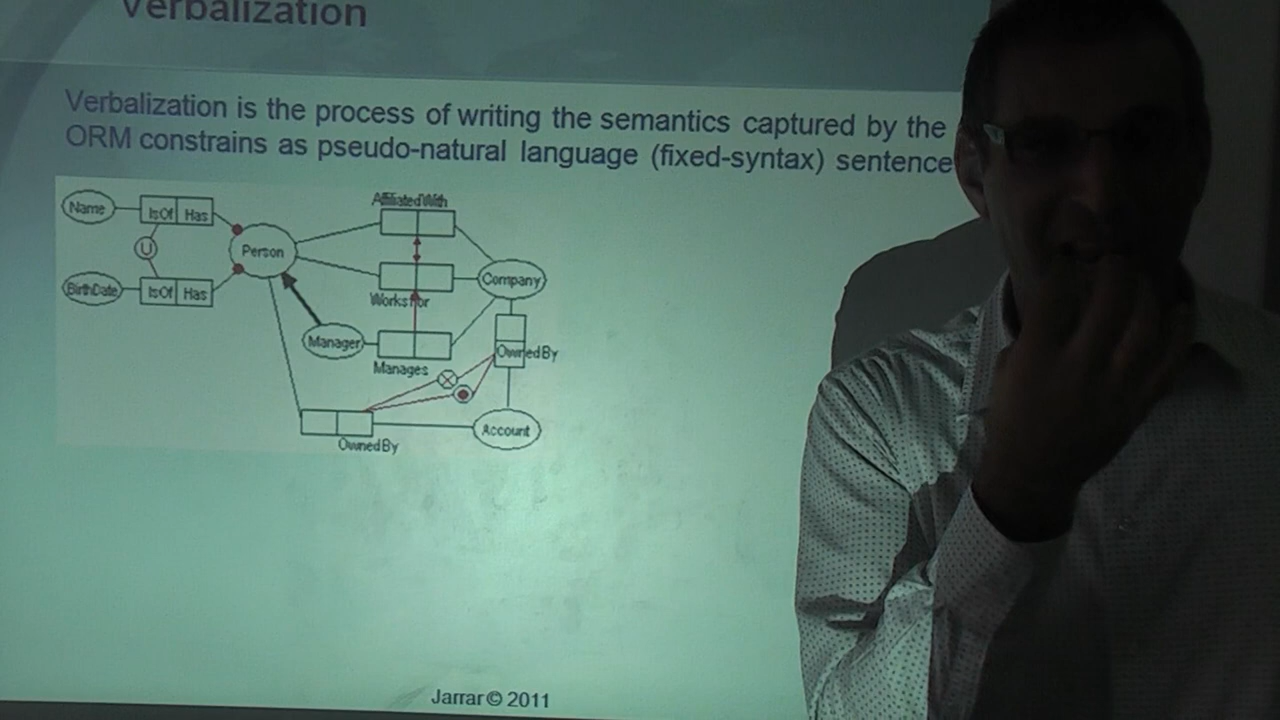 Verbalization
Verbalization is the process of writing the semantics captured by the
ORM constrains as pseudo-natural language (fixed-syntax) sentence
Name
IsOf Has
AffiliatedWith
U
Person
BirthDate
IsOf Has
WorksFor
Company
Manager
Manages
OwnedBy
OwnedBy
Account
Jarrar © 2011